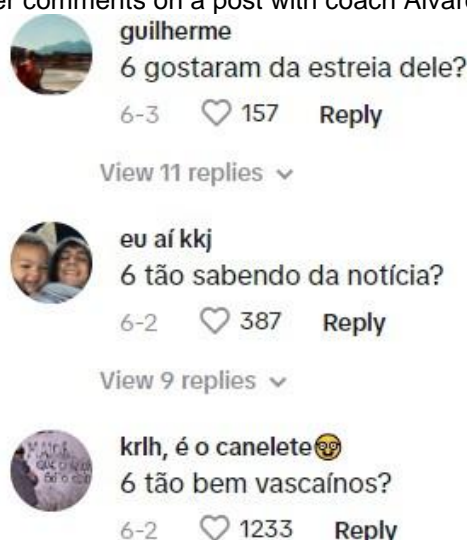 er comments on a post with coach Alvaro
guilherme
6 gostaram da estreia dele?
6-3 157 Reply
View 11 replies
eu aí kkj
6 tão sabendo da notícia?
6-2 387 Reply
View 9 replies
krlh, é o canelete🤓
6 tão bem vascaínos?
6-2 1233 Reply